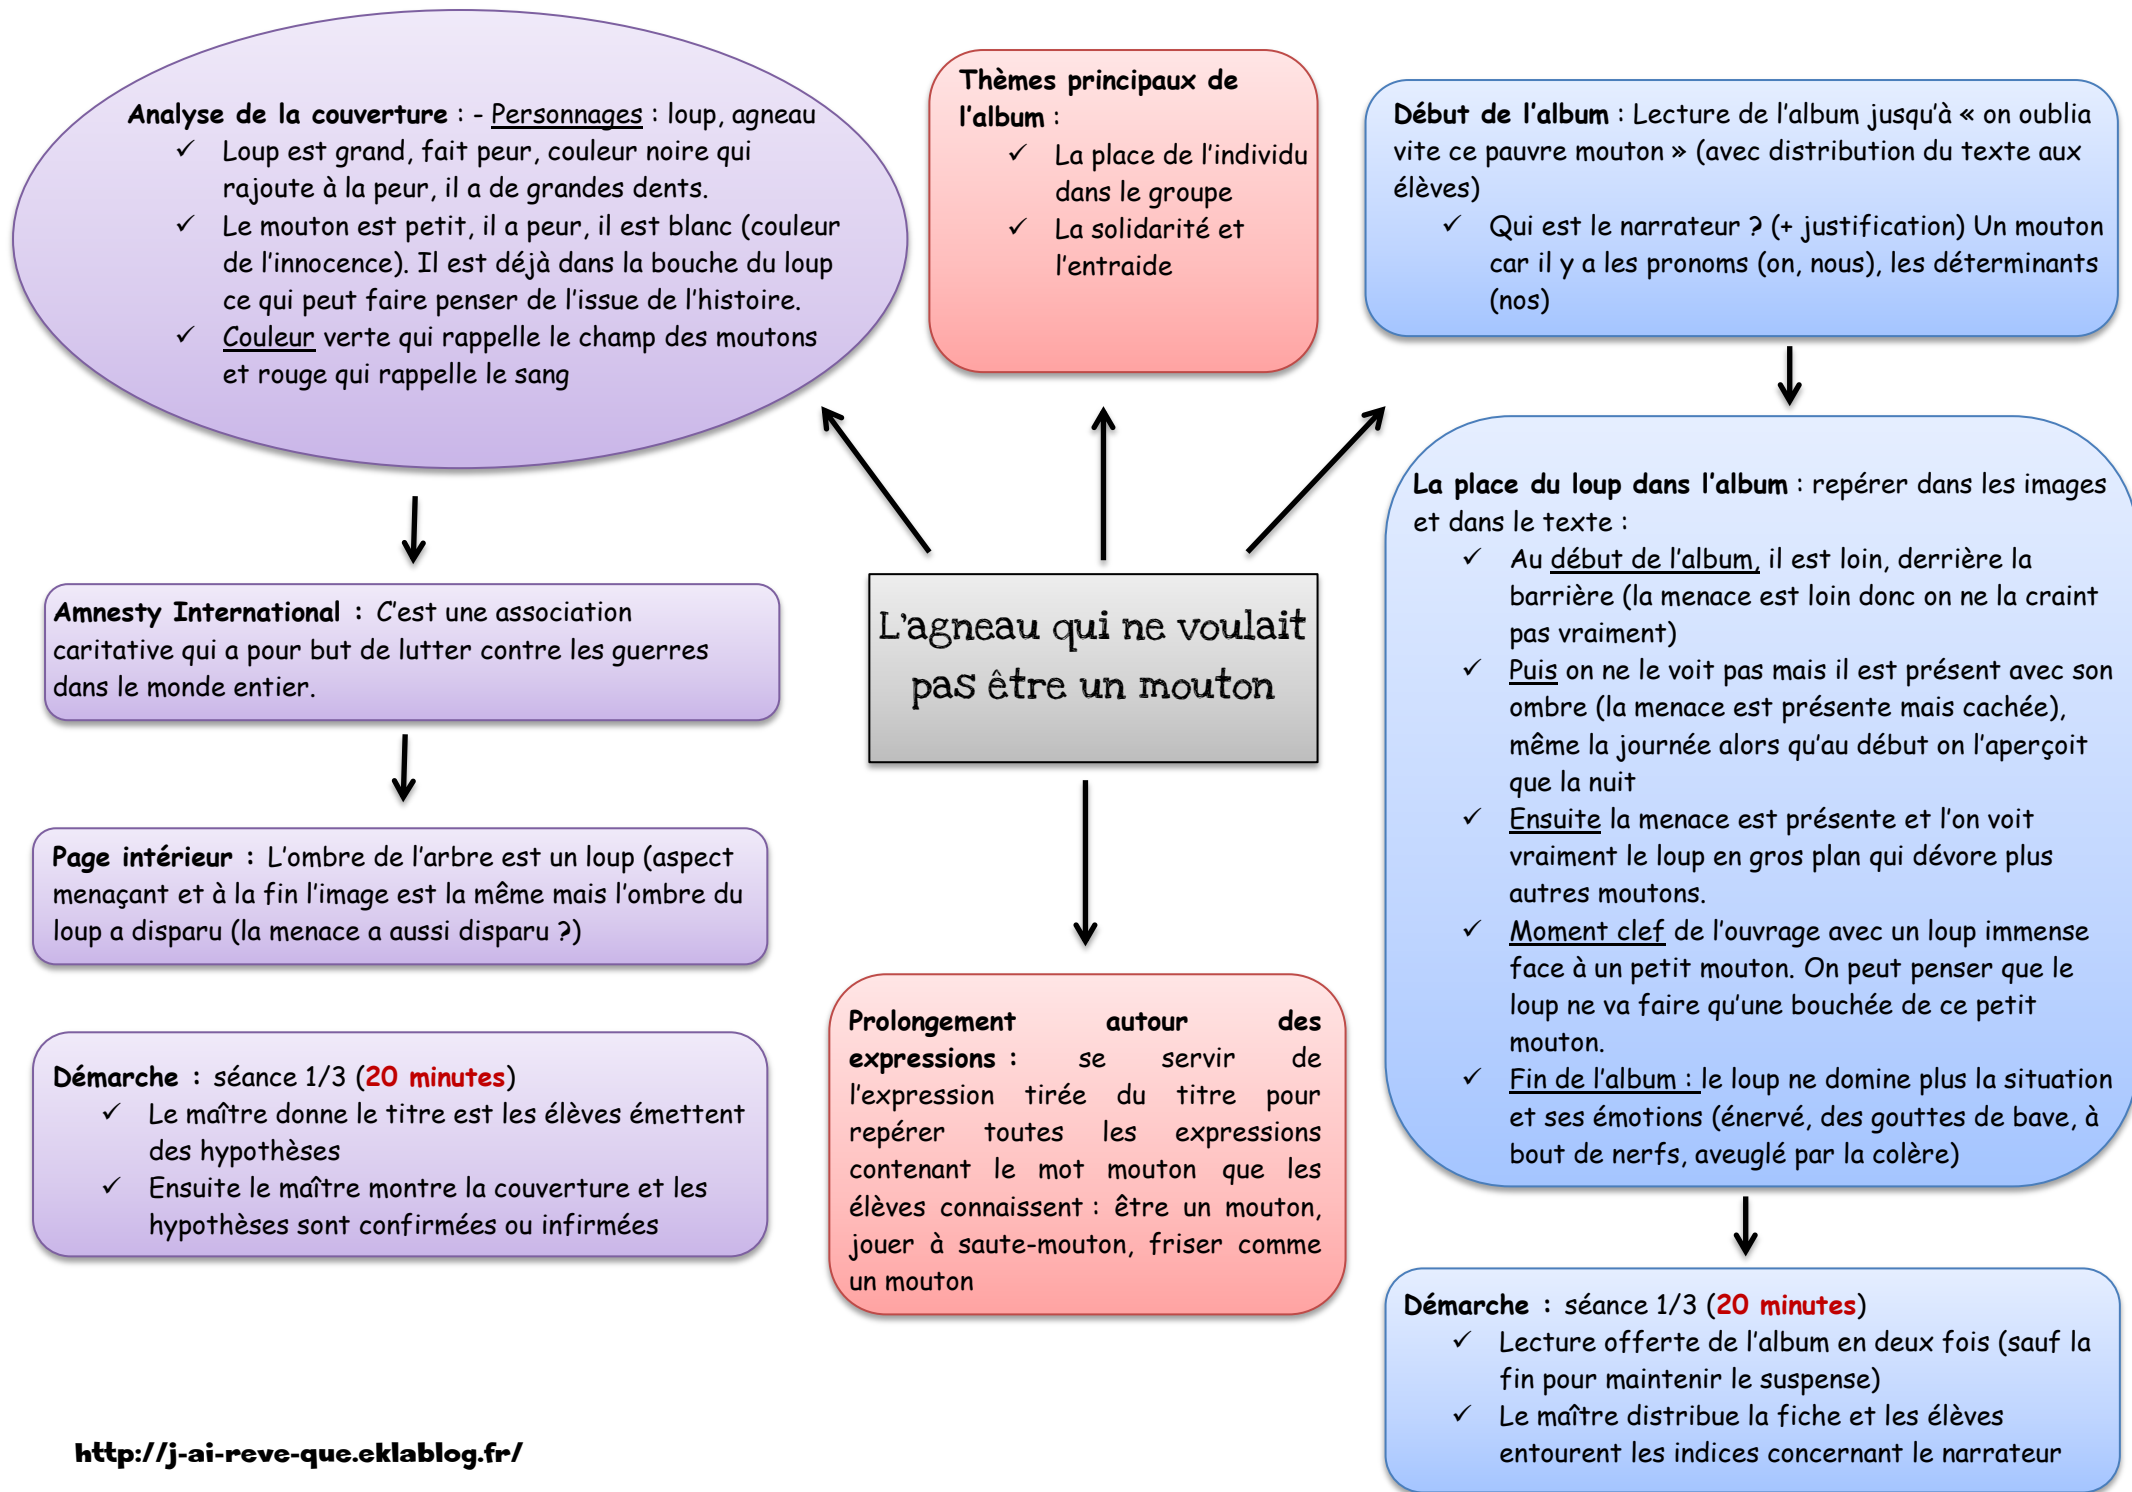 Analyse de la couverture : - Personnages : loup, agneau
✓ Loup est grand, fait peur, couleur noire qui
rajoute à la peur, il a de grandes dents.
✓ Le mouton est petit, il a peur, il est blanc (couleur
de l'innocence). Il est déjà dans la bouche du loup
ce qui peut faire penser de l'issue de l'histoire.
✓ Couleur verte qui rappelle le champ des moutons
et rouge qui rappelle le sang
Amnesty International : C'est une association
caritative qui a pour but de lutter contre les guerres
dans le monde entier.
Page intérieur : L'ombre de l'arbre est un loup (aspect
menaçant et à la fin l'image est la même mais l'ombre du
loup a disparu (la menace a aussi disparu ?)
Démarche : séance 1/3 (20 minutes)
✓ Le maître donne le titre est les élèves émettent
des hypothèses
✓ Ensuite le maître montre la couverture et les
hypothèses sont confirmées ou infirmées
http://j-ai-reve-que.eklablog.fr/
Thèmes principaux de
l'album :
✓ La place de l'individu
dans le groupe
✓ La solidarité et
l'entraide
L'agneau qui ne voulait
pas être un mouton
Prolongement autour des
expressions : se servir de
l'expression tirée du titre pour
repérer toutes les expressions
contenant le mot mouton que les
élèves connaissent : être un mouton,
jouer à saute-mouton, friser comme
un mouton
Début de l'album : Lecture de l'album jusqu'à « on oublia
vite ce pauvre mouton » (avec distribution du texte aux
élèves)
✓ Qui est le narrateur ? (+ justification) Un mouton
car il y a les pronoms (on, nous), les déterminants
(nos)
La place du loup dans l'album : repérer dans les images
et dans le texte :
✓ Au début de l'album, il est loin, derrière la
barrière (la menace est loin donc on ne la craint
pas vraiment)
✓ Puis on ne le voit pas mais il est présent avec son
ombre (la menace est présente mais cachée),
même la journée alors qu'au début on l'aperçoit
que la nuit
✓ Ensuite la menace est présente et l'on voit
vraiment le loup en gros plan qui dévore plus
autres moutons.
✓ Moment clef de l'ouvrage avec un loup immense
face à un petit mouton. On peut penser que le
loup ne va faire qu'une bouchée de ce petit
mouton.
✓ Fin de l'album : le loup ne domine plus la situation
et ses émotions (énervé, des gouttes de bave, à
bout de nerfs, aveuglé par la colère)
Démarche : séance 1/3 (20 minutes)
✓ Lecture offerte de l'album en deux fois (sauf la
fin pour maintenir le suspense)
✓ Le maître distribue la fiche et les élèves
entourent les indices concernant le narrateur